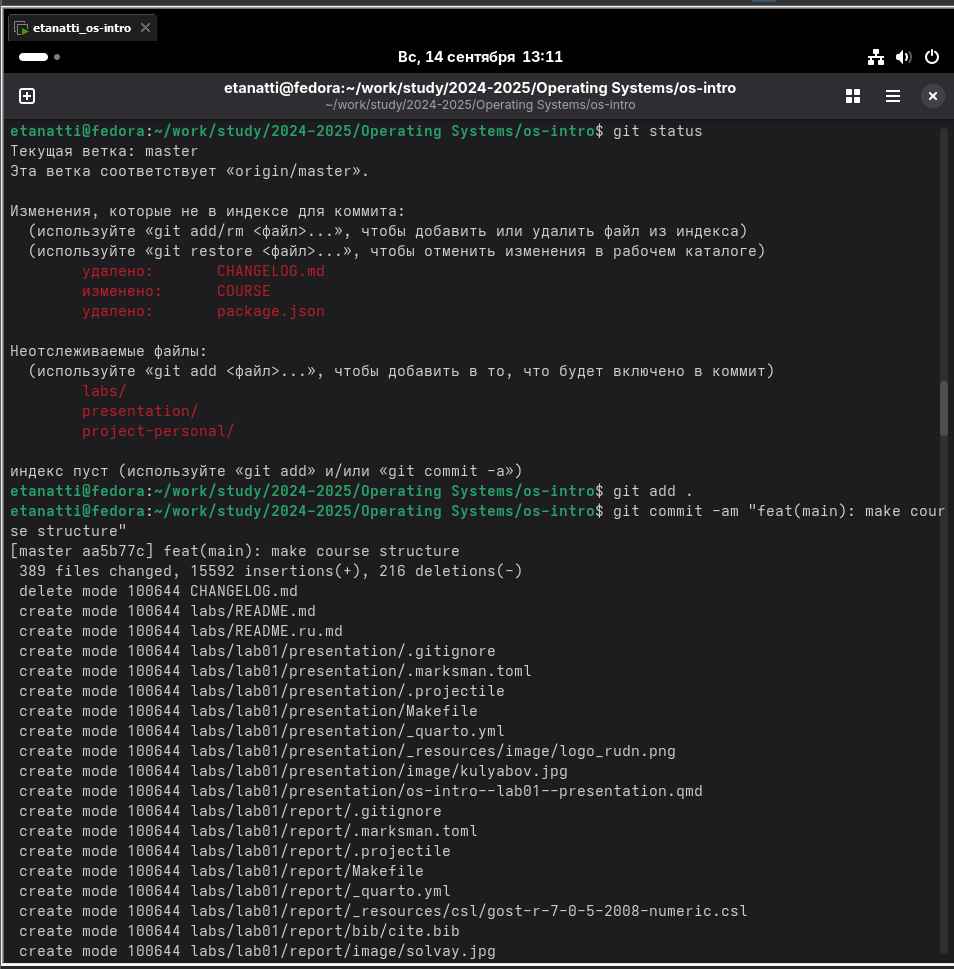 etanatti_os-intro
Вс, 14 сентября 13:11
etanatti@fedora:~/work/study/2024-2025/Operating Systems/os-intro
~/work/study/2024-2025/Operating Systems/os-intro
etanatti@fedora:~/work/study/2024-2025/Operating Systems/os-intro$ git status
Текущая ветка: master
Эта ветка соответствует «origin/master».
Изменения, которые не в индексе для коммита:
  (используйте «git add/rm <файл>...», чтобы добавить или удалить файл из индекса)
  (используйте «git restore <файл>...», чтобы отменить изменения в рабочем каталоге)
        удалено:       CHANGELOG.md
        изменено:      COURSE
        удалено:       package.json
Неотслеживаемые файлы:
  (используйте «git add <файл>...», чтобы добавить в то, что будет включено в коммит)
        labs/
        presentation/
        project-personal/
индекс пуст (используйте «git add» и/или «git commit -a»)
etanatti@fedora:~/work/study/2024-2025/Operating Systems/os-intro$ git add .
etanatti@fedora:~/work/study/2024-2025/Operating Systems/os-intro$ git commit -am "feat(main): make cour
se structure"
[master aa5b77c] feat(main): make course structure
 389 files changed, 15592 insertions(+), 216 deletions(-)
 delete mode 100644 CHANGELOG.md
 create mode 100644 labs/README.md
 create mode 100644 labs/README.ru.md
 create mode 100644 labs/lab01/presentation/.gitignore
 create mode 100644 labs/lab01/presentation/.marksman.toml
 create mode 100644 labs/lab01/presentation/.projectile
 create mode 100644 labs/lab01/presentation/Makefile
 create mode 100644 labs/lab01/presentation/_quarto.yml
 create mode 100644 labs/lab01/presentation/_resources/image/logo_rudn.png
 create mode 100644 labs/lab01/presentation/image/kulyabov.jpg
 create mode 100644 labs/lab01/presentation/os-intro--lab01--presentation.qmd
 create mode 100644 labs/lab01/report/.gitignore
 create mode 100644 labs/lab01/report/.marksman.toml
 create mode 100644 labs/lab01/report/.projectile
 create mode 100644 labs/lab01/report/Makefile
 create mode 100644 labs/lab01/report/_quarto.yml
 create mode 100644 labs/lab01/report/_resources/csl/gost-r-7-0-5-2008-numeric.csl
 create mode 100644 labs/lab01/report/bib/cite.bib
 create mode 100644 labs/lab01/report/image/solvay.jpg